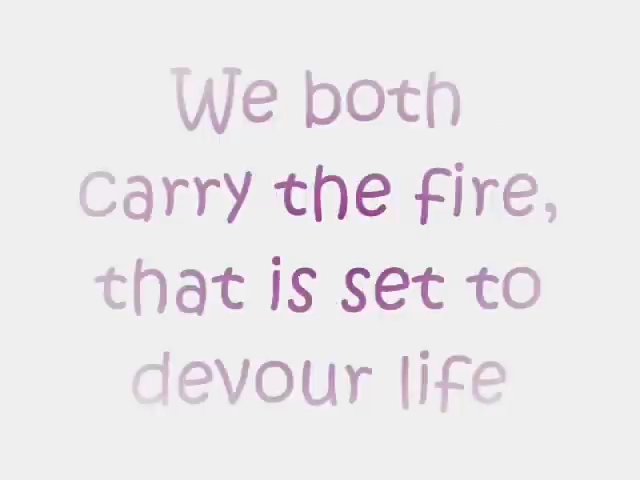 We both
carry the fire,
that is set to
devour life